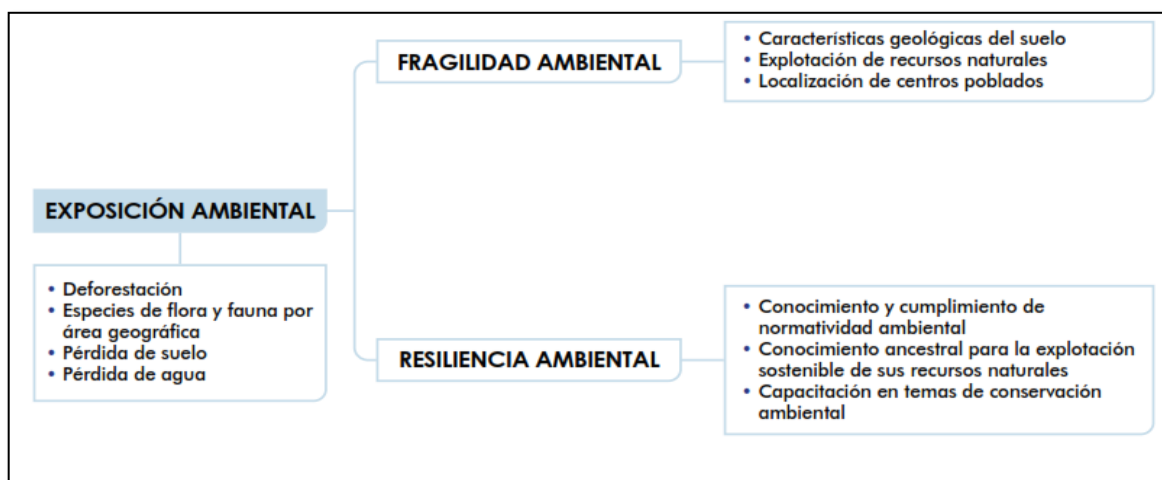 FRAGILIDAD AMBIENTAL
• Características geológicas del suelo
• Explotación de recursos naturales
• Localización de centros poblados
EXPOSICIÓN AMBIENTAL
• Deforestación
• Especies de flora y fauna por
área geográfica
• Pérdida de suelo
• Pérdida de agua
RESILIENCIA AMBIENTAL
• Conocimiento y cumplimiento de
normatividad ambiental
• Conocimiento ancestral para la explotación
sostenible de sus recursos naturales
• Capacitación en temas de conservación
ambiental